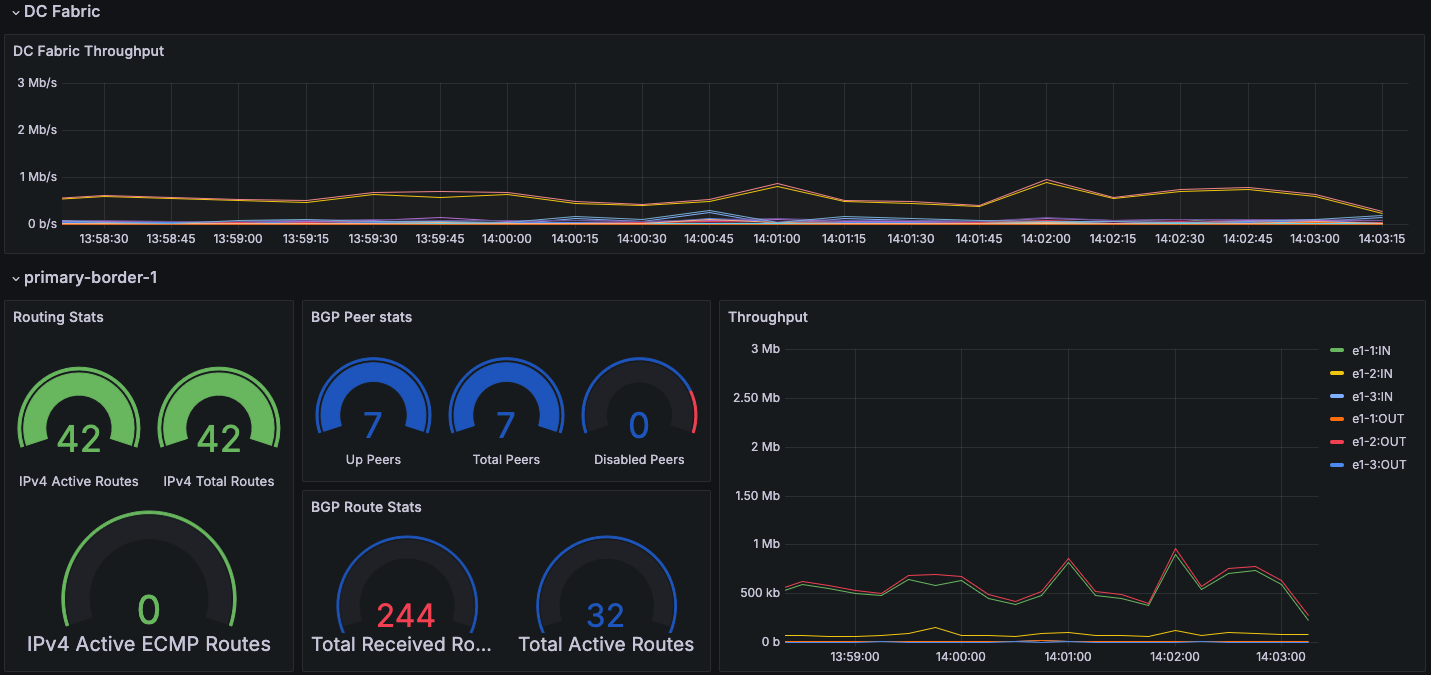 DC Fabric
DC Fabric Throughput
3 Mb/s
2 Mb/s
1 Mb/s
0 b/s
13:58:30 13:58:45 13:59:00 13:59:15 13:59:30 13:59:45 14:00:00 14:00:15 14:00:30 14:00:45 14:01:00 14:01:15 14:01:30 14:01:45 14:02:00 14:02:15 14:02:30 14:02:45 14:03:00 14:03:15
primary-border-1
Routing Stats
42 42
IPv4 Active Routes IPv4 Total Routes
0
IPv4 Active ECMP Routes
BGP Peer stats
7 7 0
Up Peers Total Peers Disabled Peers
BGP Route Stats
244 32
Total Received Ro... Total Active Routes
Throughput
3 Mb
2.50 Mb
2 Mb
1.50 Mb
1 Mb
500 kb
0 b
13:59:00 14:00:00 14:01:00 14:02:00 14:03:00
e1-1:IN
e1-2:IN
e1-3:IN
e1-1:OUT
e1-2:OUT
e1-3:OUT